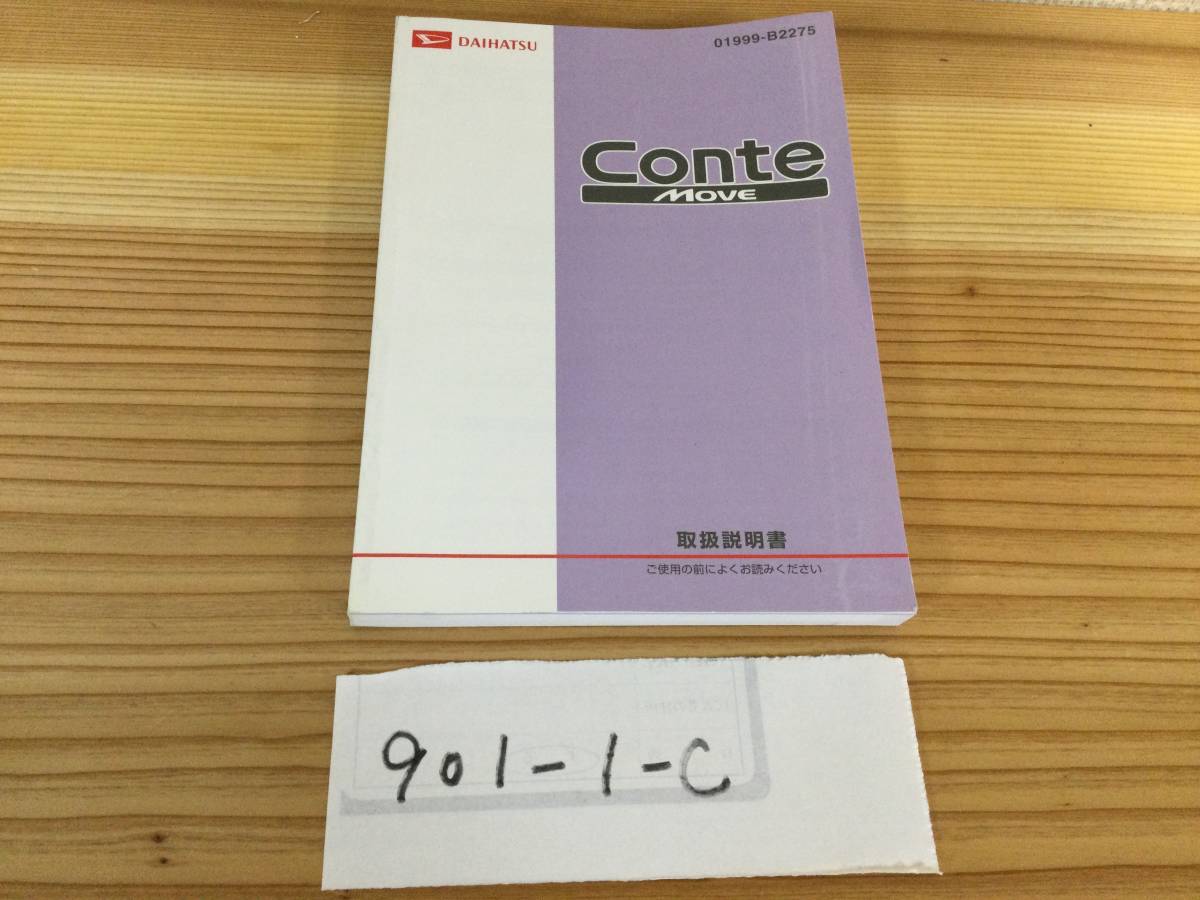 DAIHATSU
01999-B2275
Conte
MOVE
取扱説明書
ご使用の前によくお読みください
901-1-C